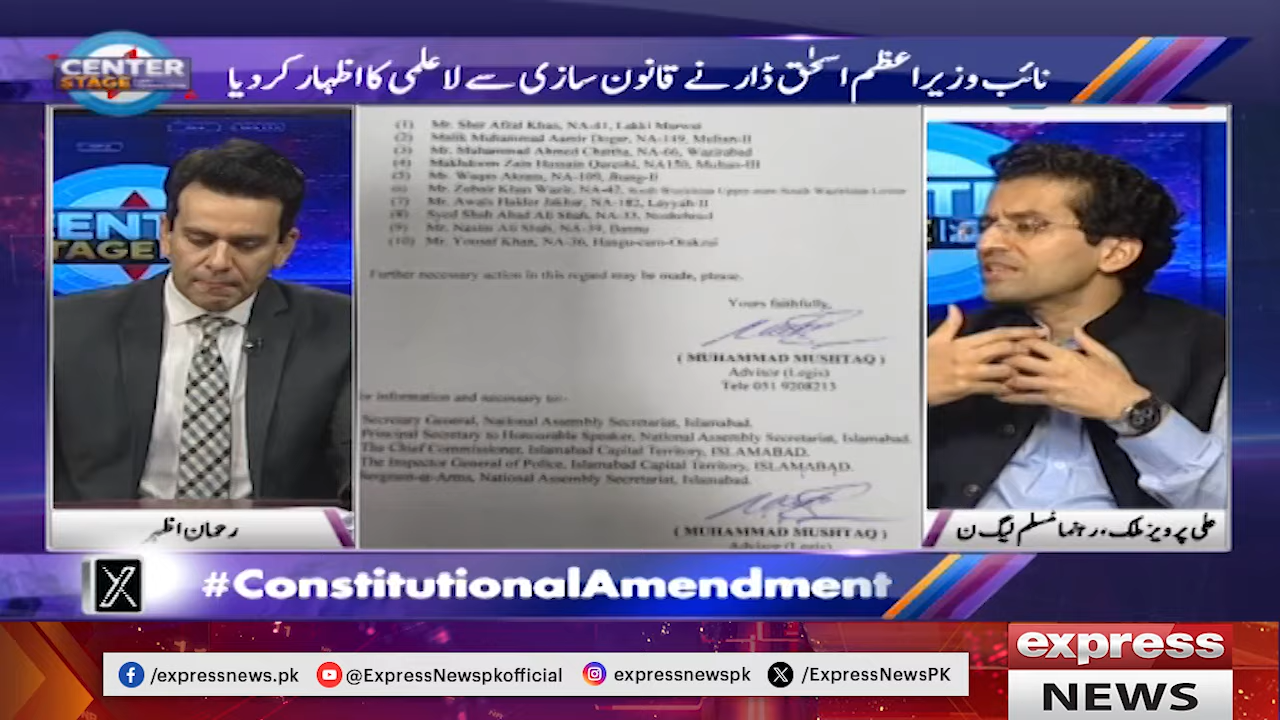 CENTER
STAGE
نائب وزیراعظم اسحٰق ڈار نے قانون سازی سے لاعلمی کا اظہار کر دیا
(1) Mr. Sher Afzal Khan, NA-41, Lakki Marwat
(2) Malik Muhammad Aamir Dogar, NA-149, Multan-II
(3) Mr. Muhammad Ahmed Chattha, NA-66, Wazirabad
(4) Makhdoom Zain Hussain Qureshi, NA150, Multan-III
(5) Mr. Waqas Akram, NA-109, Jhang-II
(6) Mr. Zubair Khan Wazir, NA-42, South Waziristan Upper-cum-South Waziristan Lower
(7) Mr. Awais Haider Jakhar, NA-182, Layyah-II
(8) Syed Shah Ahad Ali Shah, NA-33, Nowshehra-I
(9) Mr. Nasim Ali Shah, NA-39, Bannu
(10) Mr. Yousaf Khan, NA-36, Hangu-cum-Orakzai
Further necessary action in this regard may be made, please.
Yours faithfully,
( MUHAMMAD MUSHTAQ )
Advisor (Legis)
Tele 051 9208213
information and necessary to:-
Secretary General, National Assembly Secretariat, Islamabad.
Principal Secretary to Honourable Speaker, National Assembly Secretariat, Islamabad.
The Chief Commissioner, Islamabad Capital Territory, ISLAMABAD.
The Inspector General of Police, Islamabad Capital Territory, ISLAMABAD.
Sergeant-at-Arms, National Assembly Secretariat, Islamabad.
( MUHAMMAD MUSHTAQ )
Advisor (Legis)
رحمان اظہر
علی پرویز ملک، رہنما مسلم لیگ ن
#ConstitutionalAmendment
/expressnews.pk @ExpressNewspkofficial expressnewspk /ExpressNewsPK
express
NEWS